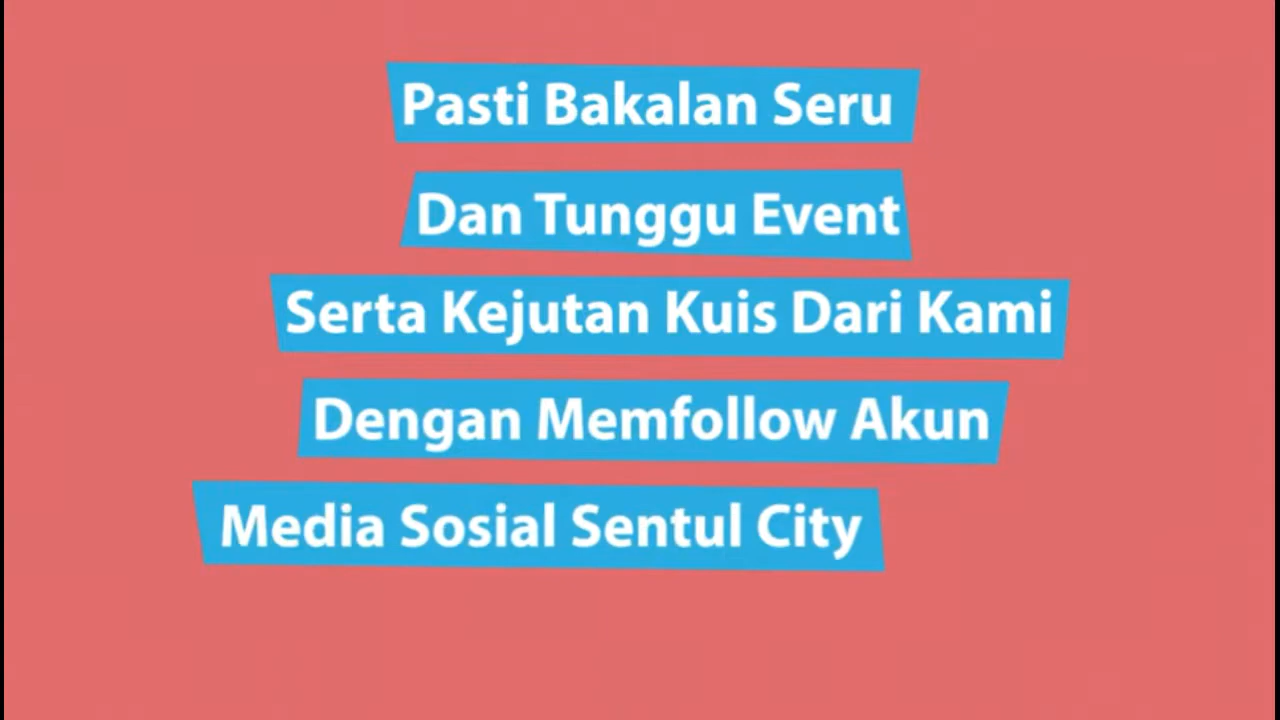 Pasti Bakalan Seru
Dan Tunggu Event
Serta Kejutan Kuis Dari Kami
Dengan Memfollow Akun
Media Sosial Sentul City